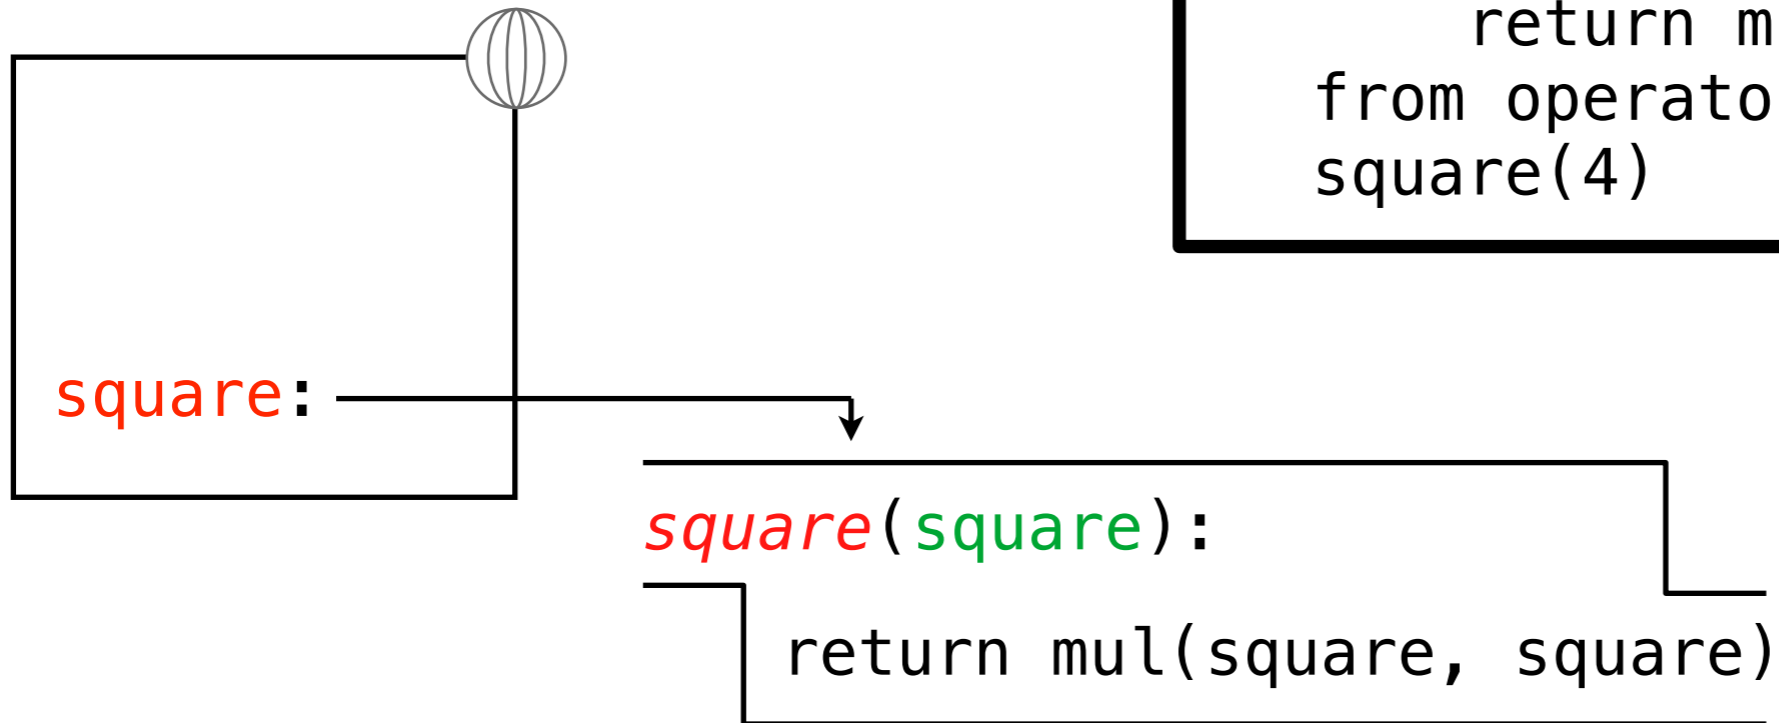 return m
from operato
square(4)
square:
square(square):
return mul(square, square)